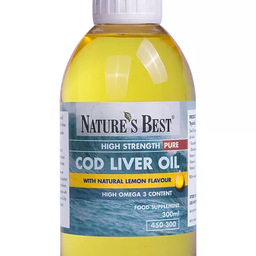 NATURE'S BEST®
HIGH STRENGTH PURE
COD LIVER OIL
WITH NATURAL LEMON FLAVOUR
HIGH OMEGA 3 CONTENT
FOOD SUPPLEMENT
300ml
450-300